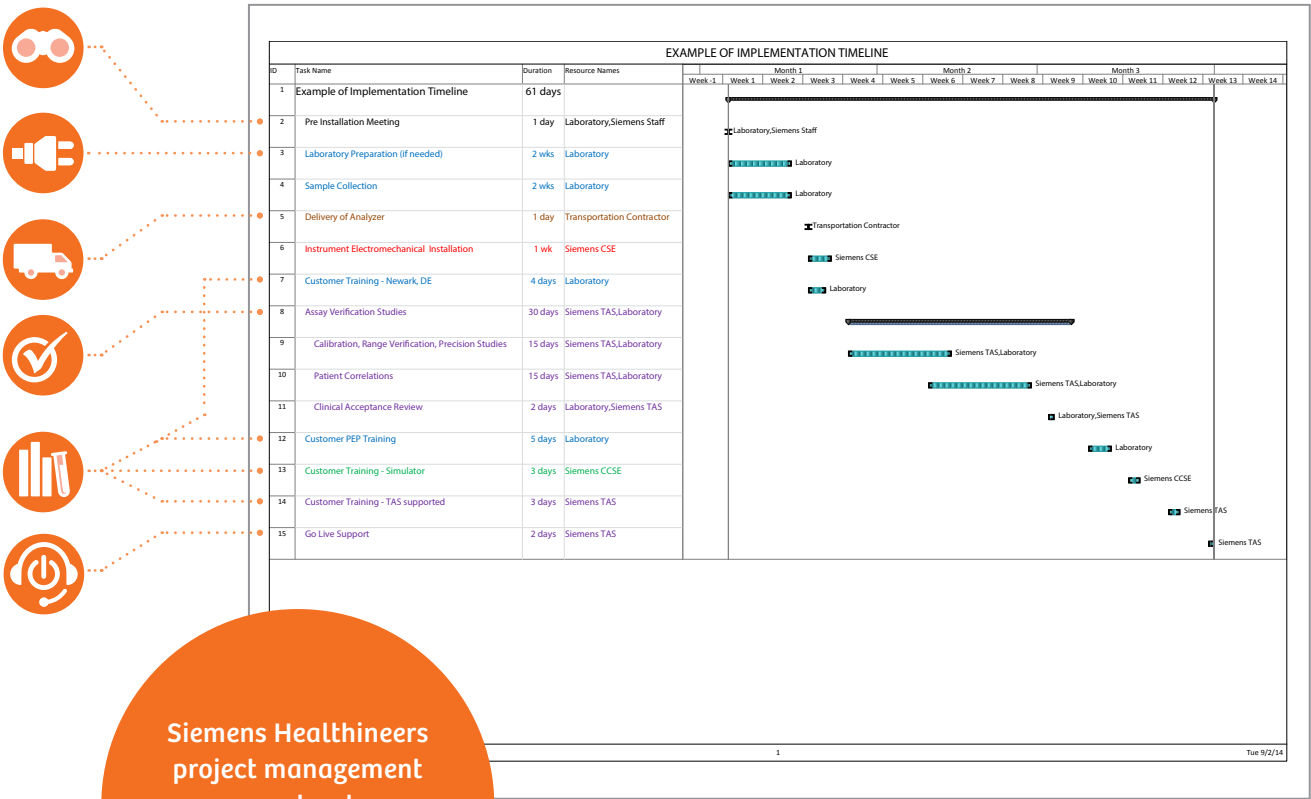 EXAMPLE OF IMPLEMENTATION TIMELINE
ID Task Name Duration Resource Names Month 1 Month 2 Month 3
Week -1 Week 1 Week 2 Week 3 Week 4 Week 5 Week 6 Week 7 Week 8 Week 9 Week 10 Week 11 Week 12 Week 13 Week 14
1 Example of Implementation Timeline 61 days
2 Pre Installation Meeting 1 day Laboratory,Siemens Staff Laboratory,Siemens Staff
3 Laboratory Preparation (if needed) 2 wks Laboratory Laboratory
4 Sample Collection 2 wks Laboratory Laboratory
5 Delivery of Analyzer 1 day Transportation Contractor Transportation Contractor
6 Instrument Electromechanical Installation 1 wk Siemens CSE Siemens CSE
7 Customer Training - Newark, DE 4 days Laboratory Laboratory
8 Assay Verification Studies 30 days Siemens TAS,Laboratory
9 Calibration, Range Verification, Precision Studies 15 days Siemens TAS,Laboratory Siemens TAS,Laboratory
10 Patient Correlations 15 days Siemens TAS,Laboratory Siemens TAS,Laboratory
11 Clinical Acceptance Review 2 days Laboratory,Siemens TAS Laboratory,Siemens TAS
12 Customer PEP Training 5 days Laboratory Laboratory
13 Customer Training - Simulator 3 days Siemens CCSE Siemens CCSE
14 Customer Training - TAS supported 3 days Siemens TAS Siemens TAS
15 Go Live Support 2 days Siemens TAS Siemens TAS
Siemens Healthineers
project management
1 Tue 9/2/14